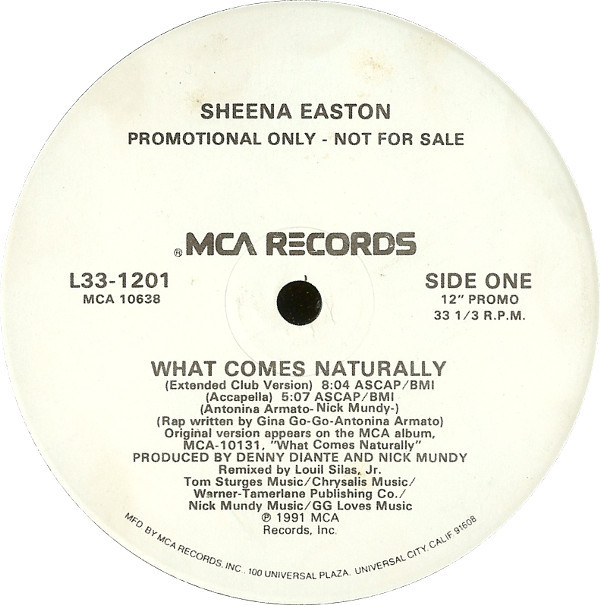 SHEENA EASTON
PROMOTIONAL ONLY - NOT FOR SALE
® MCA RECORDS
L33-1201
MCA 10638
SIDE ONE
12" PROMO
33 1/3 R.P.M.
WHAT COMES NATURALLY
(Extended Club Version) 8:04 ASCAP/BMI
(Accapella) 5:07 ASCAP/BMI
(Antonina Armato-Nick Mundy-)
(Rap written by Gina Go-Go-Antonina Armato)
Original version appears on the MCA album,
MCA-10131, "What Comes Naturally"
PRODUCED BY DENNY DIANTE AND NICK MUNDY
Remixed by Louil Silas, Jr.
Tom Sturges Music/Chrysalis Music/
Warner-Tamerlane Publishing Co./
Nick Mundy Music/GG Loves Music
℗ 1991 MCA
Records, Inc.
MFD BY MCA RECORDS, INC., 100 UNIVERSAL PLAZA, UNIVERSAL CITY, CALIF 91608